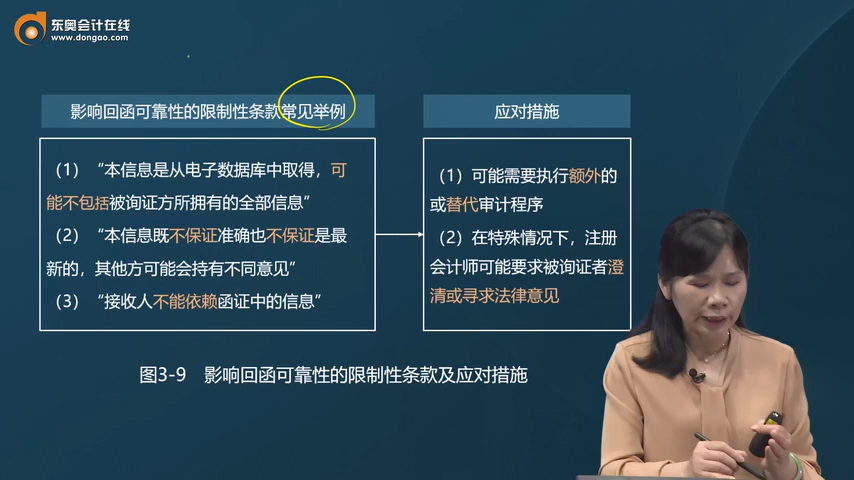 东奥会计在线
www.dongao.com
影响回函可靠性的限制性条款常见举例
应对措施
（1）“本信息是从电子数据库中取得，可
能不包括被询证方所拥有的全部信息”
（2）“本信息既不保证准确也不保证是最
新的，其他方可能会持有不同意见”
（3）“接收人不能依赖函证中的信息”
（1）可能需要执行额外的
或替代审计程序
（2）在特殊情况下，注册
会计师可能要求被询证者澄
清或寻求法律意见
图3-9 影响回函可靠性的限制性条款及应对措施